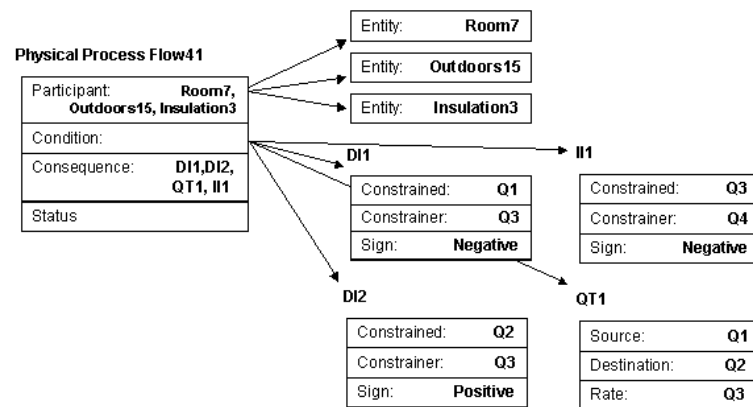 Physical Process Flow41
Participant: Room7,
Outdoors15, Insulation3
Condition:
Consequence: DI1,DI2,
QT1, II1
Status
Entity: Room7
Entity: Outdoors15
Entity: Insulation3
DI1
Constrained: Q1
Constrainer: Q3
Sign: Negative
II1
Constrained: Q3
Constrainer: Q4
Sign: Negative
DI2
Constrained: Q2
Constrainer: Q3
Sign: Positive
QT1
Source: Q1
Destination: Q2
Rate: Q3